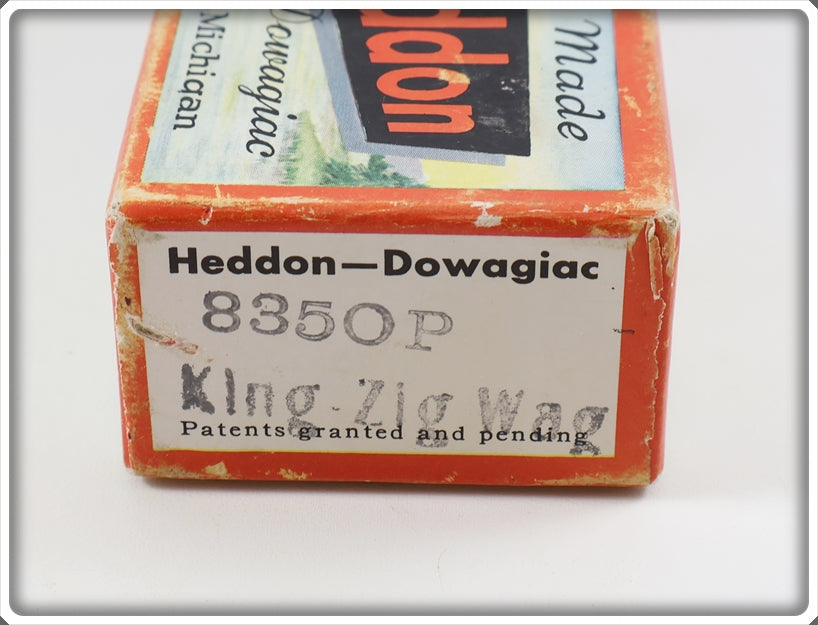 Made
ddon
Dowagiac
Michigan
Heddon—Dowagiac
8350P
KIng-Zig Wag
Patents granted and pending